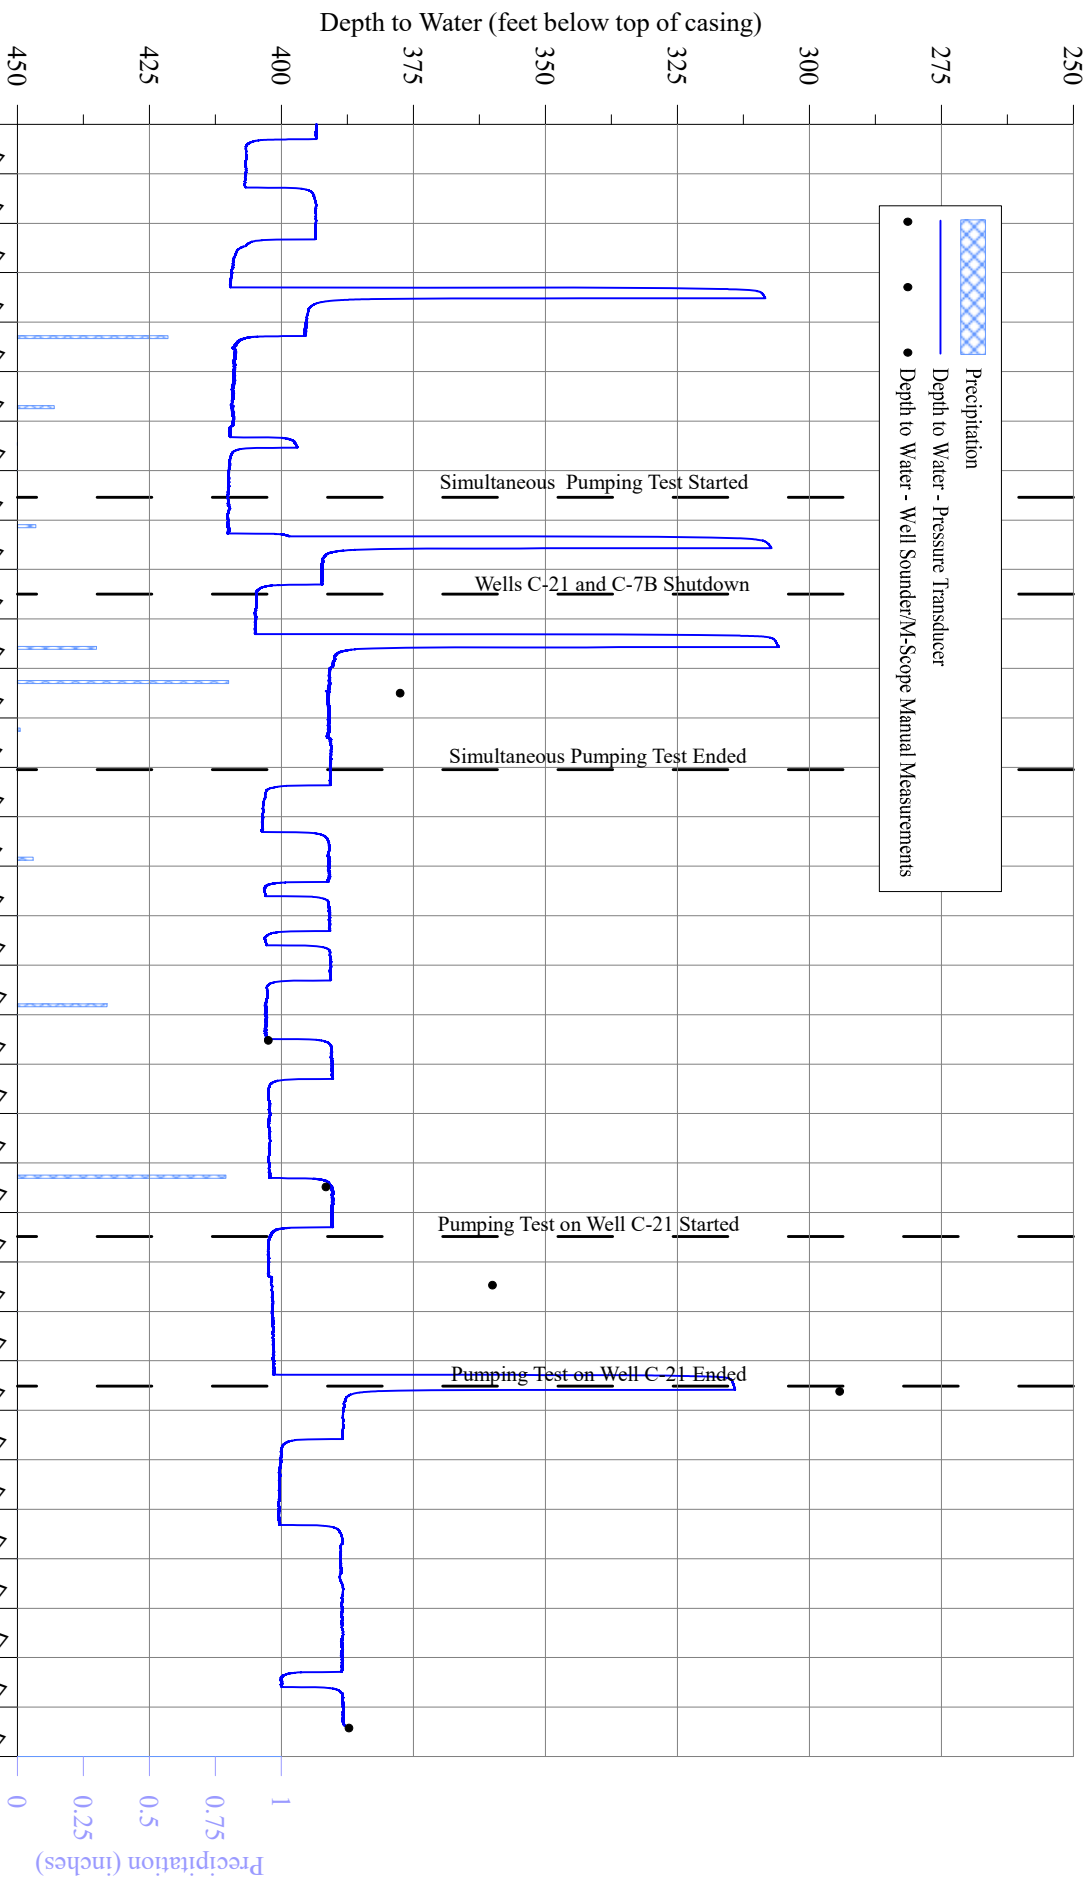 Depth to Water (feet below top of casing)
450
425
400
375
350
325
300
275
250
Precipitation
Depth to Water - Pressure Transducer
Depth to Water - Well Sounder/M-Scope Manual Measurements
Simultaneous  Pumping Test Started
Wells C-21 and C-7B Shutdown
Simultaneous Pumping Test Ended
Pumping Test on Well C-21 Started
Pumping Test on Well C-21 Ended
0
0.25
0.5
0.75
1
Precipitation (inches)